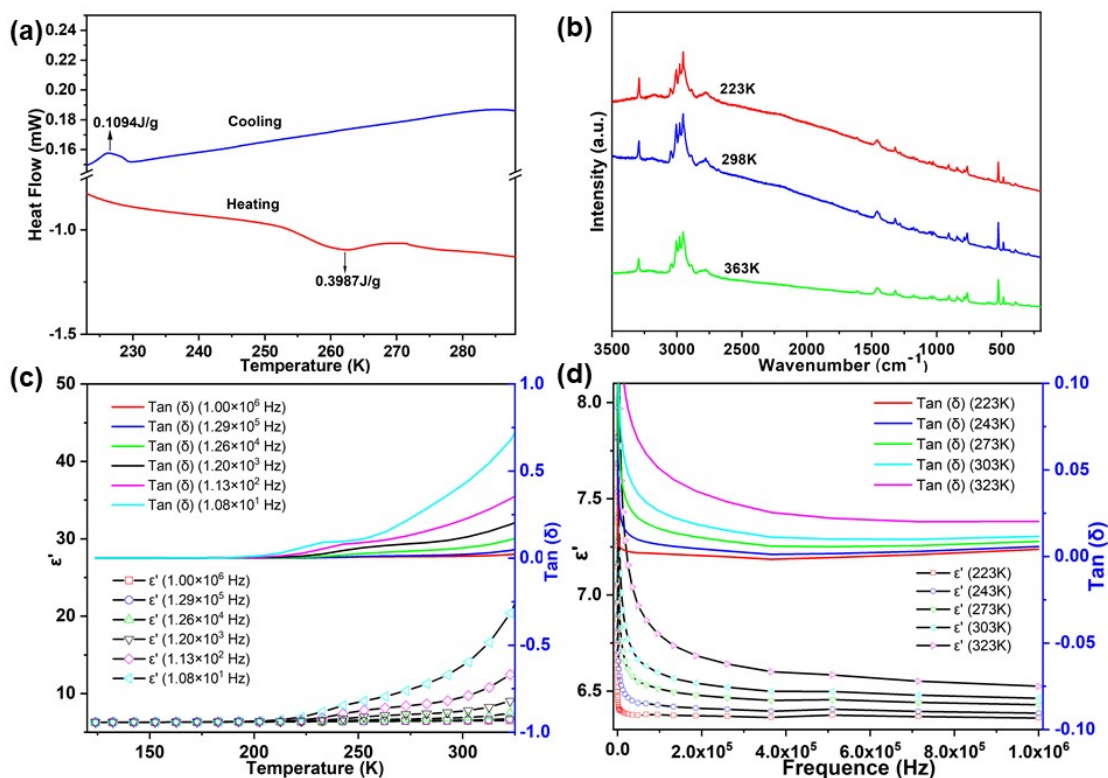 (a)
0.24
0.22
0.20
0.18
0.16
-1.0
-1.5
Heat Flow (mW)
0.1094J/g
Cooling
Heating
0.3987J/g
230 240 250 260 270 280
Temperature (K)
(b)
Intensity (a.u.)
223K
298K
363K
3500 3000 2500 2000 1500 1000 500
Wavenumber (cm⁻¹)
(c)
50
40
30
20
10
ε'
Tan (δ) (1.00×10⁶ Hz)
Tan (δ) (1.29×10⁵ Hz)
Tan (δ) (1.26×10⁴ Hz)
Tan (δ) (1.20×10³ Hz)
Tan (δ) (1.13×10² Hz)
Tan (δ) (1.08×10¹ Hz)
ε' (1.00×10⁶ Hz)
ε' (1.29×10⁵ Hz)
ε' (1.26×10⁴ Hz)
ε' (1.20×10³ Hz)
ε' (1.13×10² Hz)
ε' (1.08×10¹ Hz)
1.0
0.5
0.0
-0.5
-1.0
Tan (δ)
150 200 250 300
Temperature (K)
(d)
8.0
7.5
7.0
6.5
ε'
Tan (δ) (223K)
Tan (δ) (243K)
Tan (δ) (273K)
Tan (δ) (303K)
Tan (δ) (323K)
ε' (223K)
ε' (243K)
ε' (273K)
ε' (303K)
ε' (323K)
0.10
0.05
0.00
-0.05
-0.10
Tan (δ)
0.0 2.0x10⁵ 4.0x10⁵ 6.0x10⁵ 8.0x10⁵ 1.0x10⁶
Frequence (Hz)